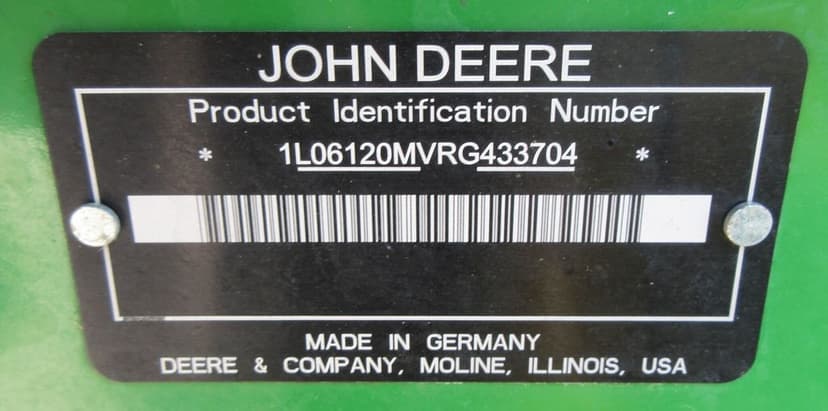 JOHN DEERE
Product Identification Number
* 1L06120MVRG433704 *
MADE IN GERMANY
DEERE & COMPANY, MOLINE, ILLINOIS, USA